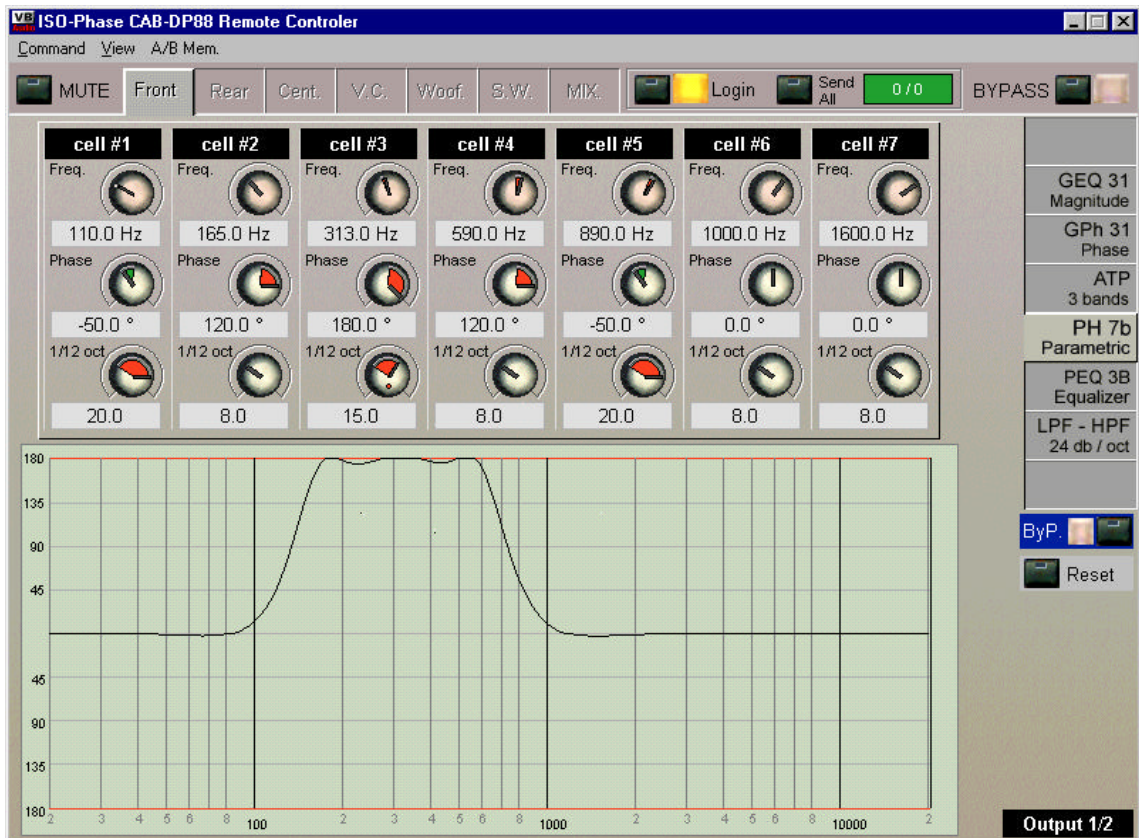 ISO-Phase CAB-DP88 Remote Controler
Command View A/B Mem.
MUTE Front Rear Cent. V.C. Woof. S.W. MIX. Login Send All 0 / 0 BYPASS
cell #1 cell #2 cell #3 cell #4 cell #5 cell #6 cell #7
Freq. Freq. Freq. Freq. Freq. Freq. Freq.
110.0 Hz 165.0 Hz 313.0 Hz 590.0 Hz 890.0 Hz 1000.0 Hz 1600.0 Hz
Phase Phase Phase Phase Phase Phase Phase
-50.0 ° 120.0 ° 180.0 ° 120.0 ° -50.0 ° 0.0 ° 0.0 °
1/12 oct 1/12 oct 1/12 oct 1/12 oct 1/12 oct 1/12 oct 1/12 oct
20.0 8.0 15.0 8.0 20.0 8.0 8.0
GEQ 31
Magnitude
GPh 31
Phase
ATP
3 bands
PH 7b
Parametric
PEQ 3B
Equalizer
LPF - HPF
24 db / oct
ByP.
Reset
180
135
90
45
45
90
135
180
2 3 4 5 6 8 100 2 3 4 5 6 8 1000 2 3 4 5 6 8 10000 2
Output 1/2